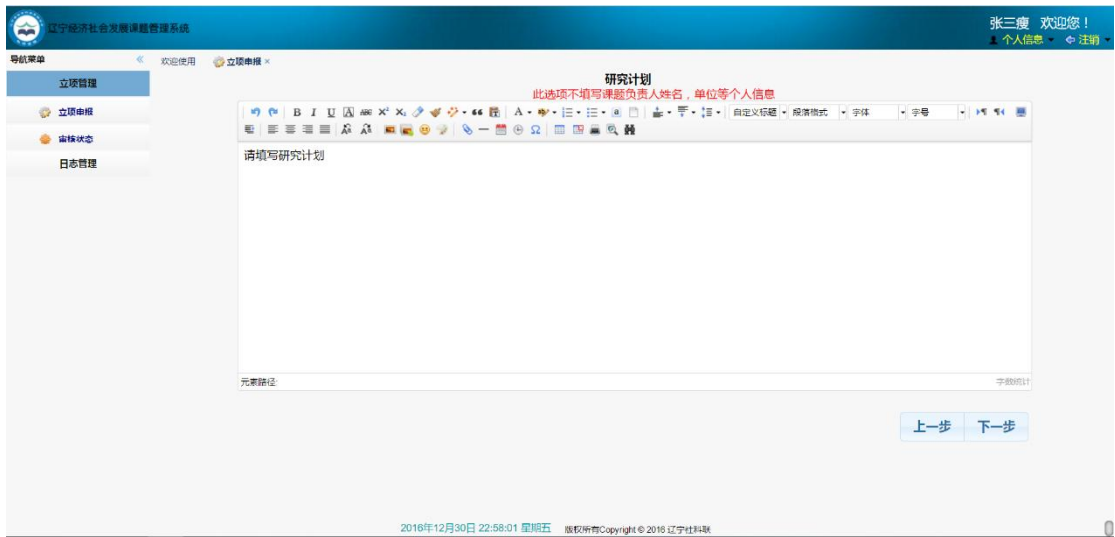 辽宁经济社会发展课题管理系统
张三瘦 欢迎您！
个人信息 注销
导航菜单
欢迎使用 立项申报 ×
立项管理
立项申报
审核状态
日志管理
研究计划
此选项不填写课题负责人姓名，单位等个人信息
自定义标题 段落格式 字体 字号
请填写研究计划
元素路径:
字数统计
上一步 下一步
2016年12月30日 22:58:01 星期五 版权所有Copyright © 2016 辽宁社科联